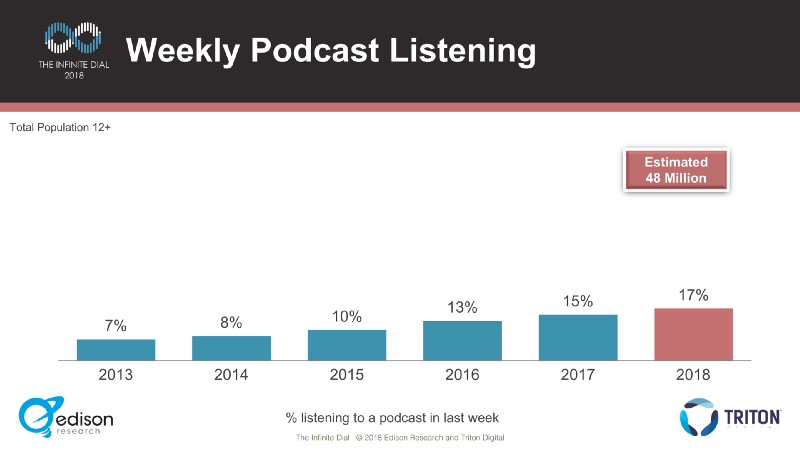 Weekly Podcast Listening
THE INFINITE DIAL
2018
Total Population 12+
Estimated
48 Million
7%
8%
10%
13%
15%
17%
2013
2014
2015
2016
2017
2018
edison
research
% listening to a podcast in last week
TRITON
The Infinite Dial © 2018 Edison Research and Triton Digital